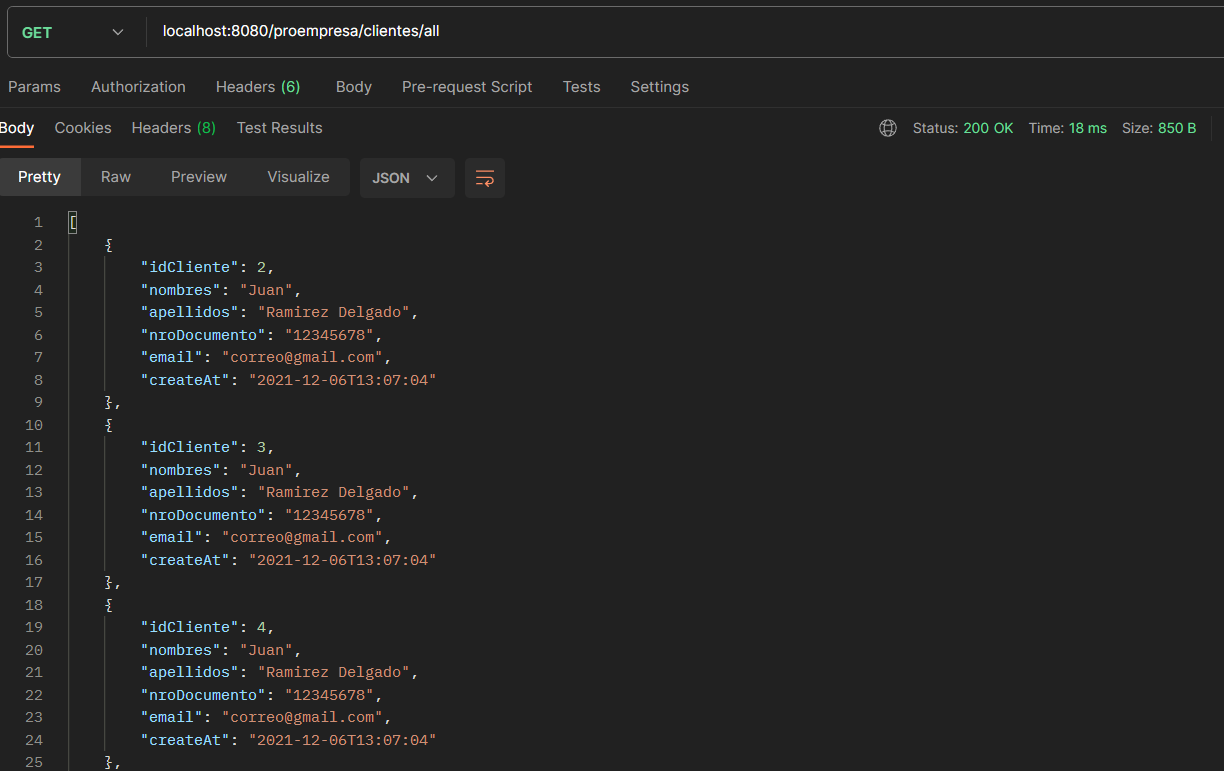 GET localhost:8080/proempresa/clientes/all
Params Authorization Headers (6) Body Pre-request Script Tests Settings
Body Cookies Headers (8) Test Results Status: 200 OK Time: 18 ms Size: 850 B
Pretty Raw Preview Visualize JSON
1 [
2 {
3 "idCliente": 2,
4 "nombres": "Juan",
5 "apellidos": "Ramirez Delgado",
6 "nroDocumento": "12345678",
7 "email": "correo@gmail.com",
8 "createAt": "2021-12-06T13:07:04"
9 },
10 {
11 "idCliente": 3,
12 "nombres": "Juan",
13 "apellidos": "Ramirez Delgado",
14 "nroDocumento": "12345678",
15 "email": "correo@gmail.com",
16 "createAt": "2021-12-06T13:07:04"
17 },
18 {
19 "idCliente": 4,
20 "nombres": "Juan",
21 "apellidos": "Ramirez Delgado",
22 "nroDocumento": "12345678",
23 "email": "correo@gmail.com",
24 "createAt": "2021-12-06T13:07:04"
25 },